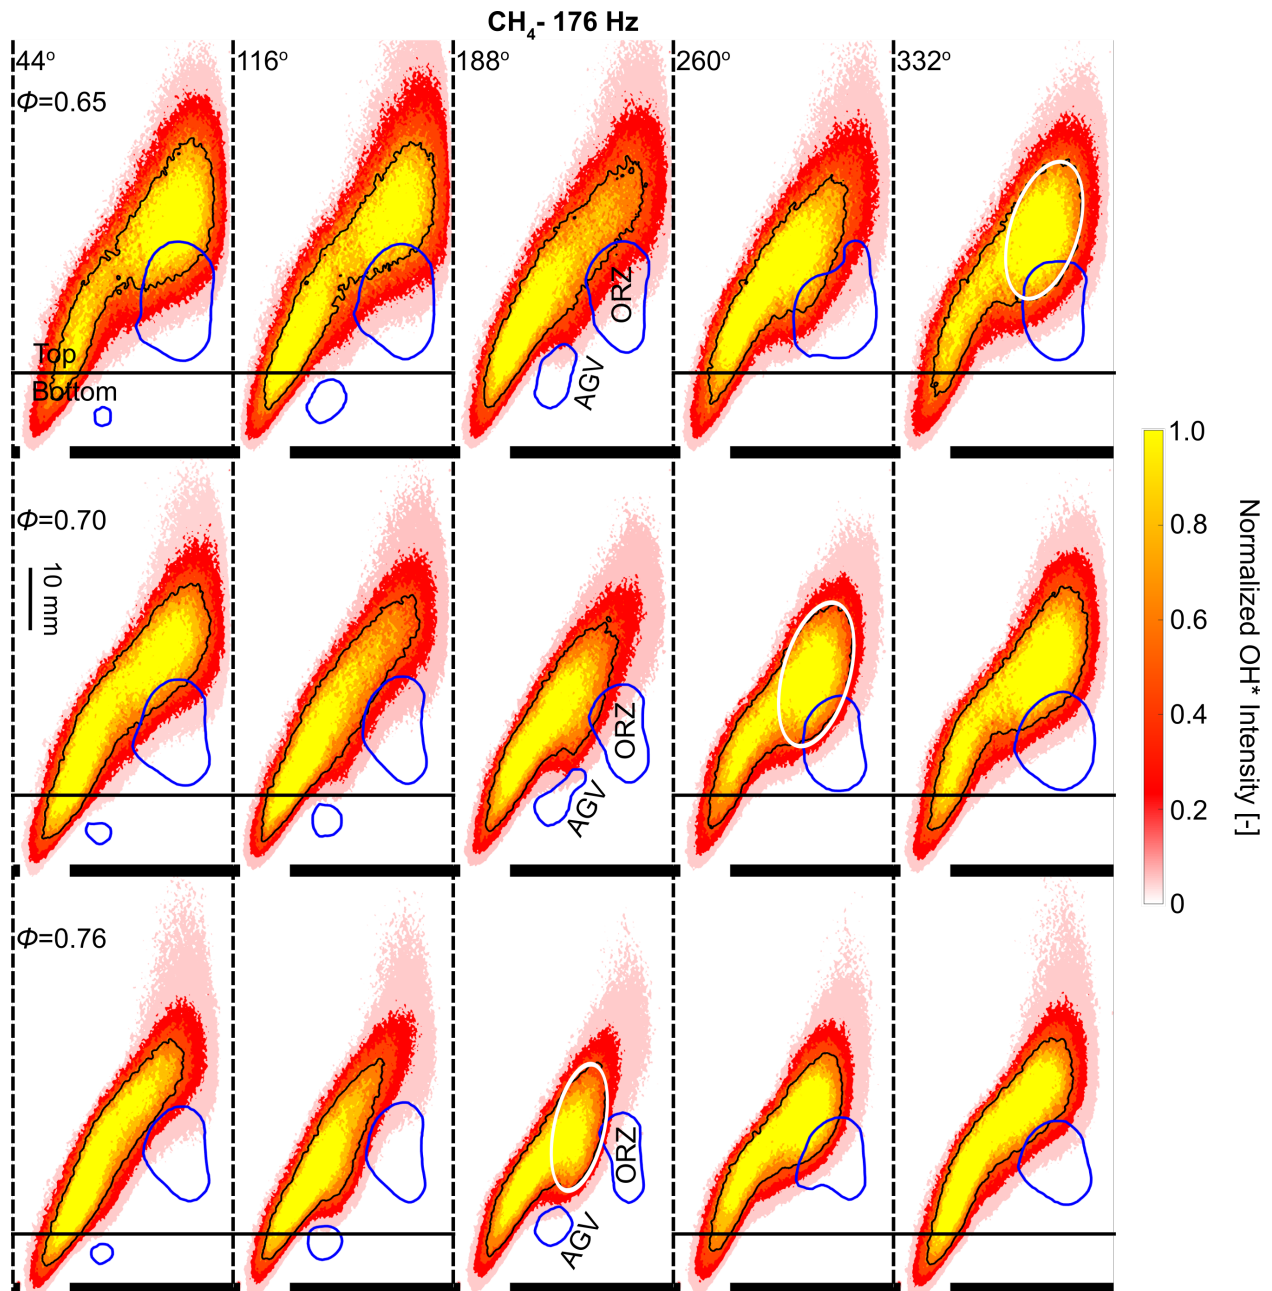 CH₄- 176 Hz
44° 116° 188° 260° 332°
Φ=0.65
ORZ
Top
AGV
Bottom
1.0
Φ=0.70
0.8
10 mm
0.6
Normalized OH* Intensity [-]
ORZ
0.4
AGV
0.2
0
Φ=0.76
ORZ
AGV